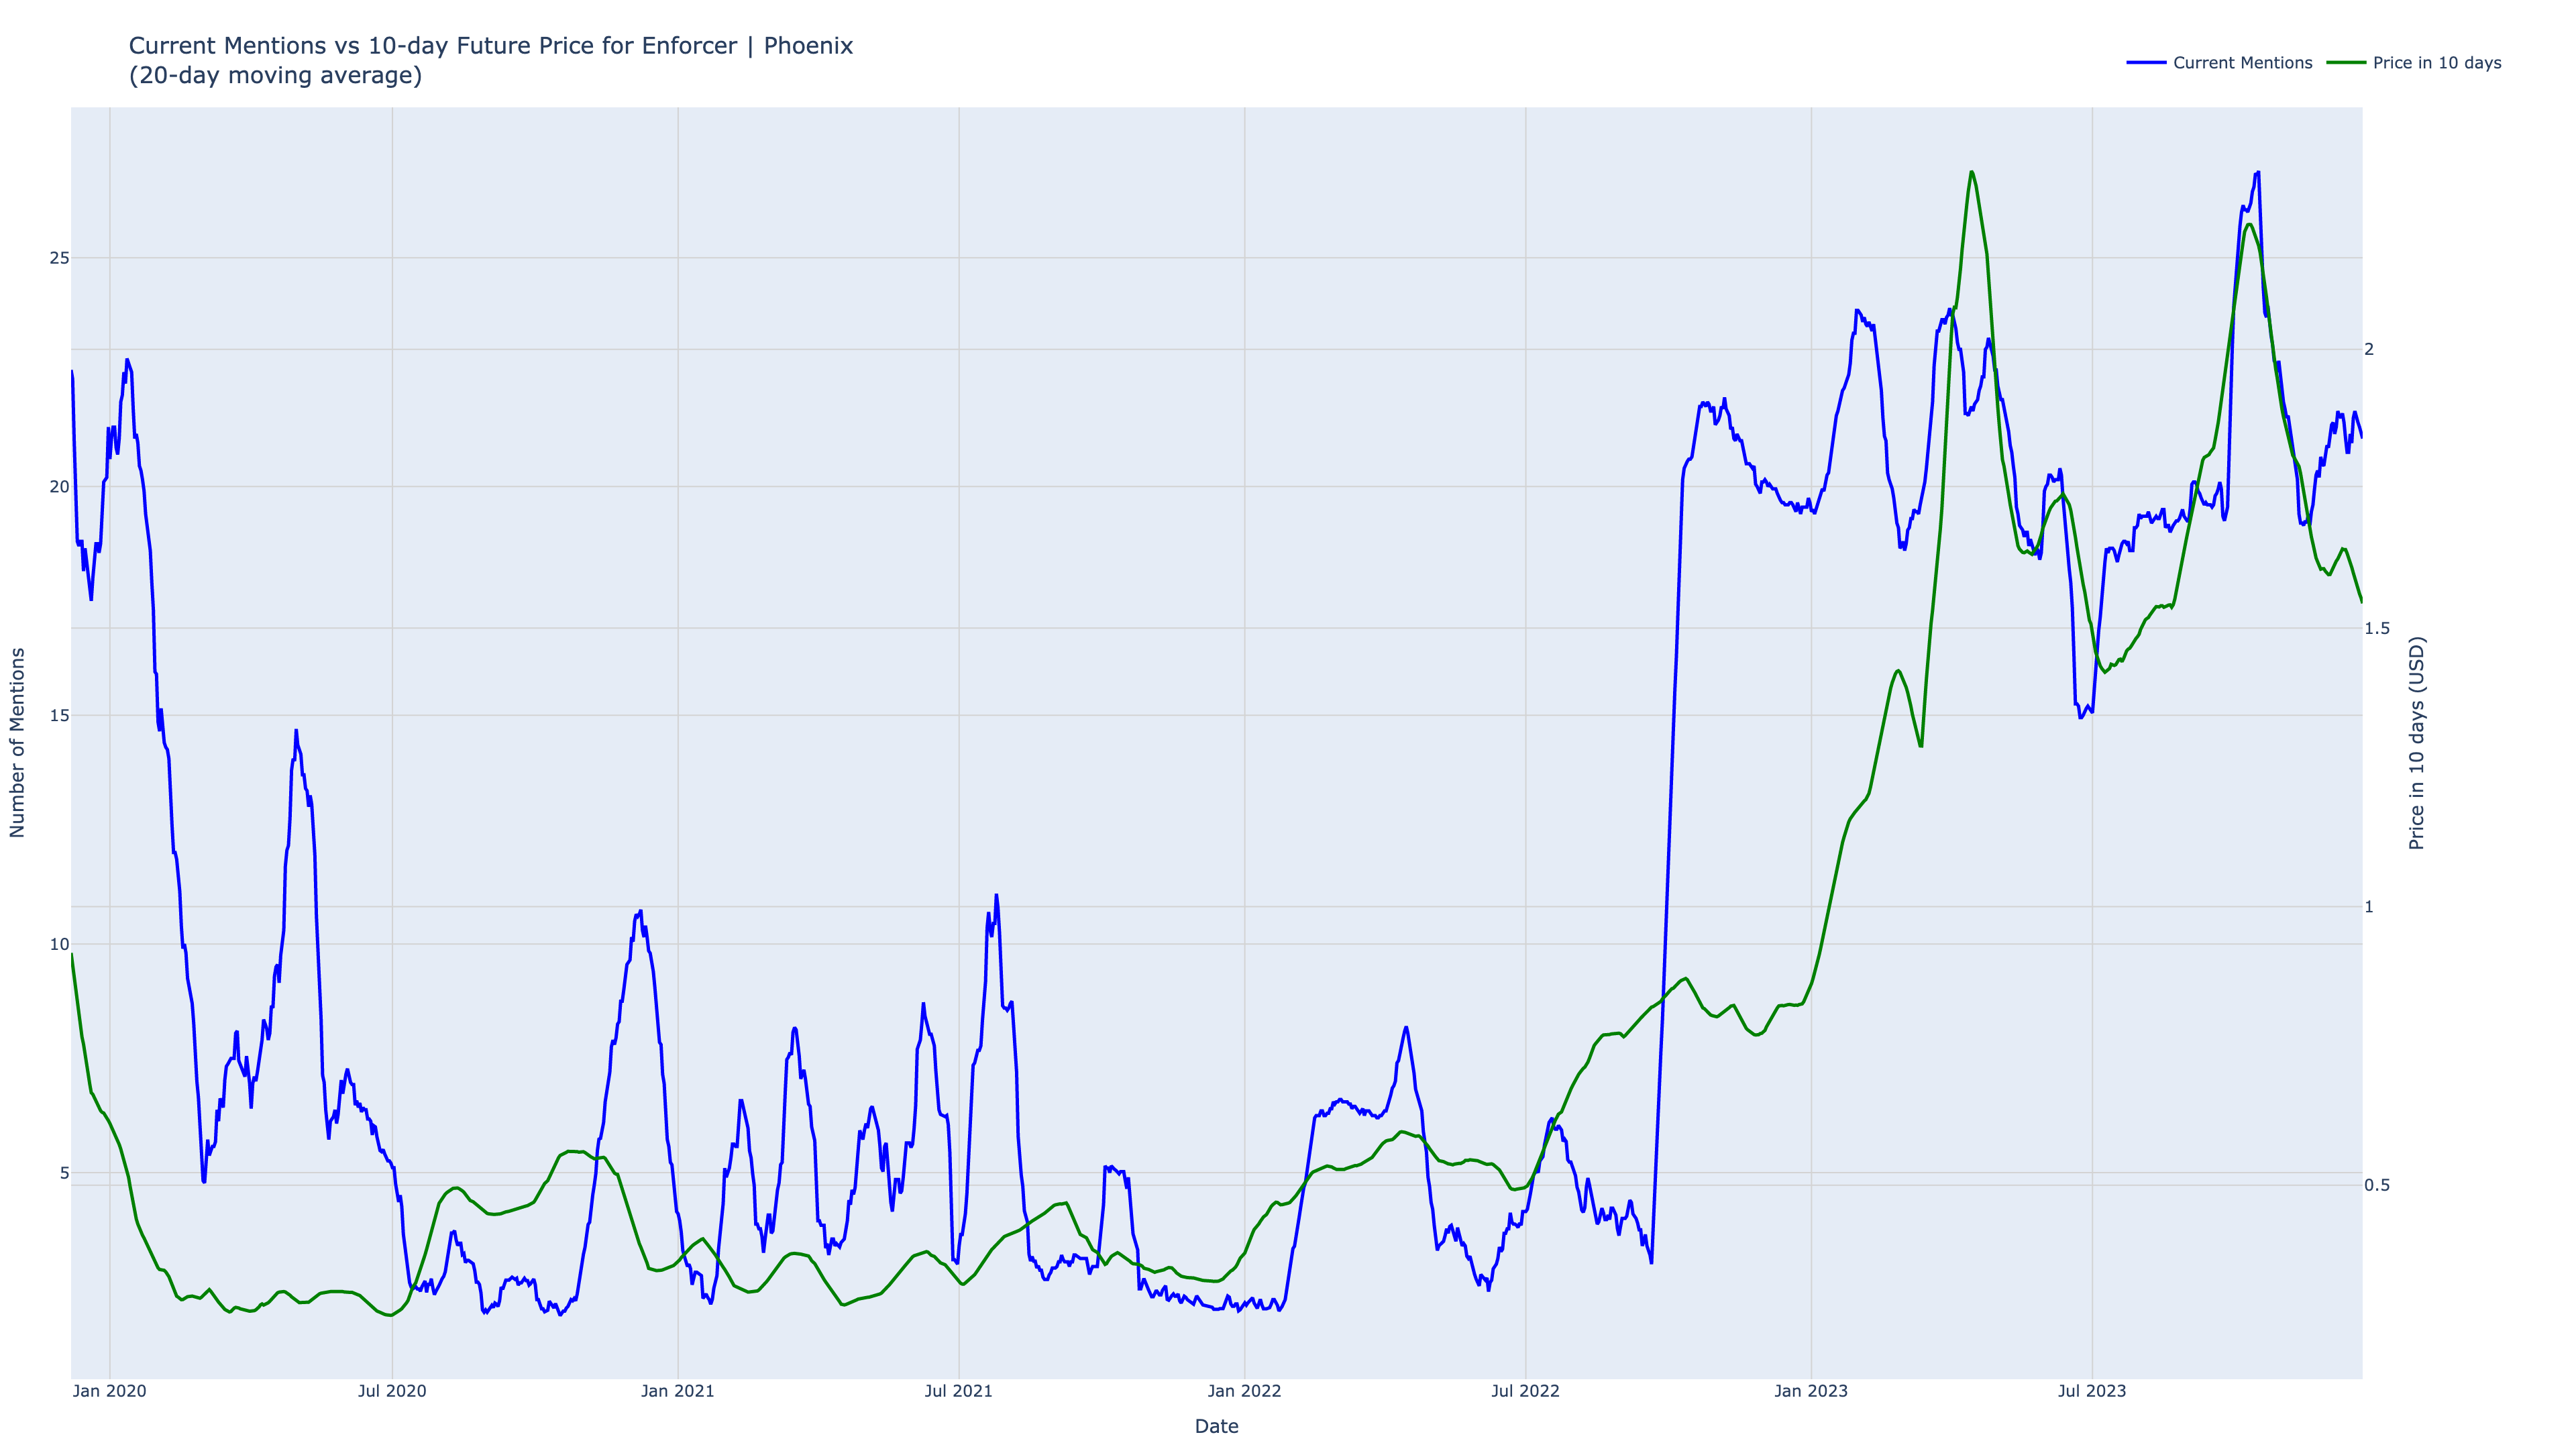 Current Mentions vs 10-day Future Price for Enforcer | Phoenix
(20-day moving average)
Current Mentions
Price in 10 days
25
20
15
10
5
2
1.5
1
0.5
Number of Mentions
Price in 10 days (USD)
Jan 2020
Jul 2020
Jan 2021
Jul 2021
Jan 2022
Jul 2022
Jan 2023
Jul 2023
Date